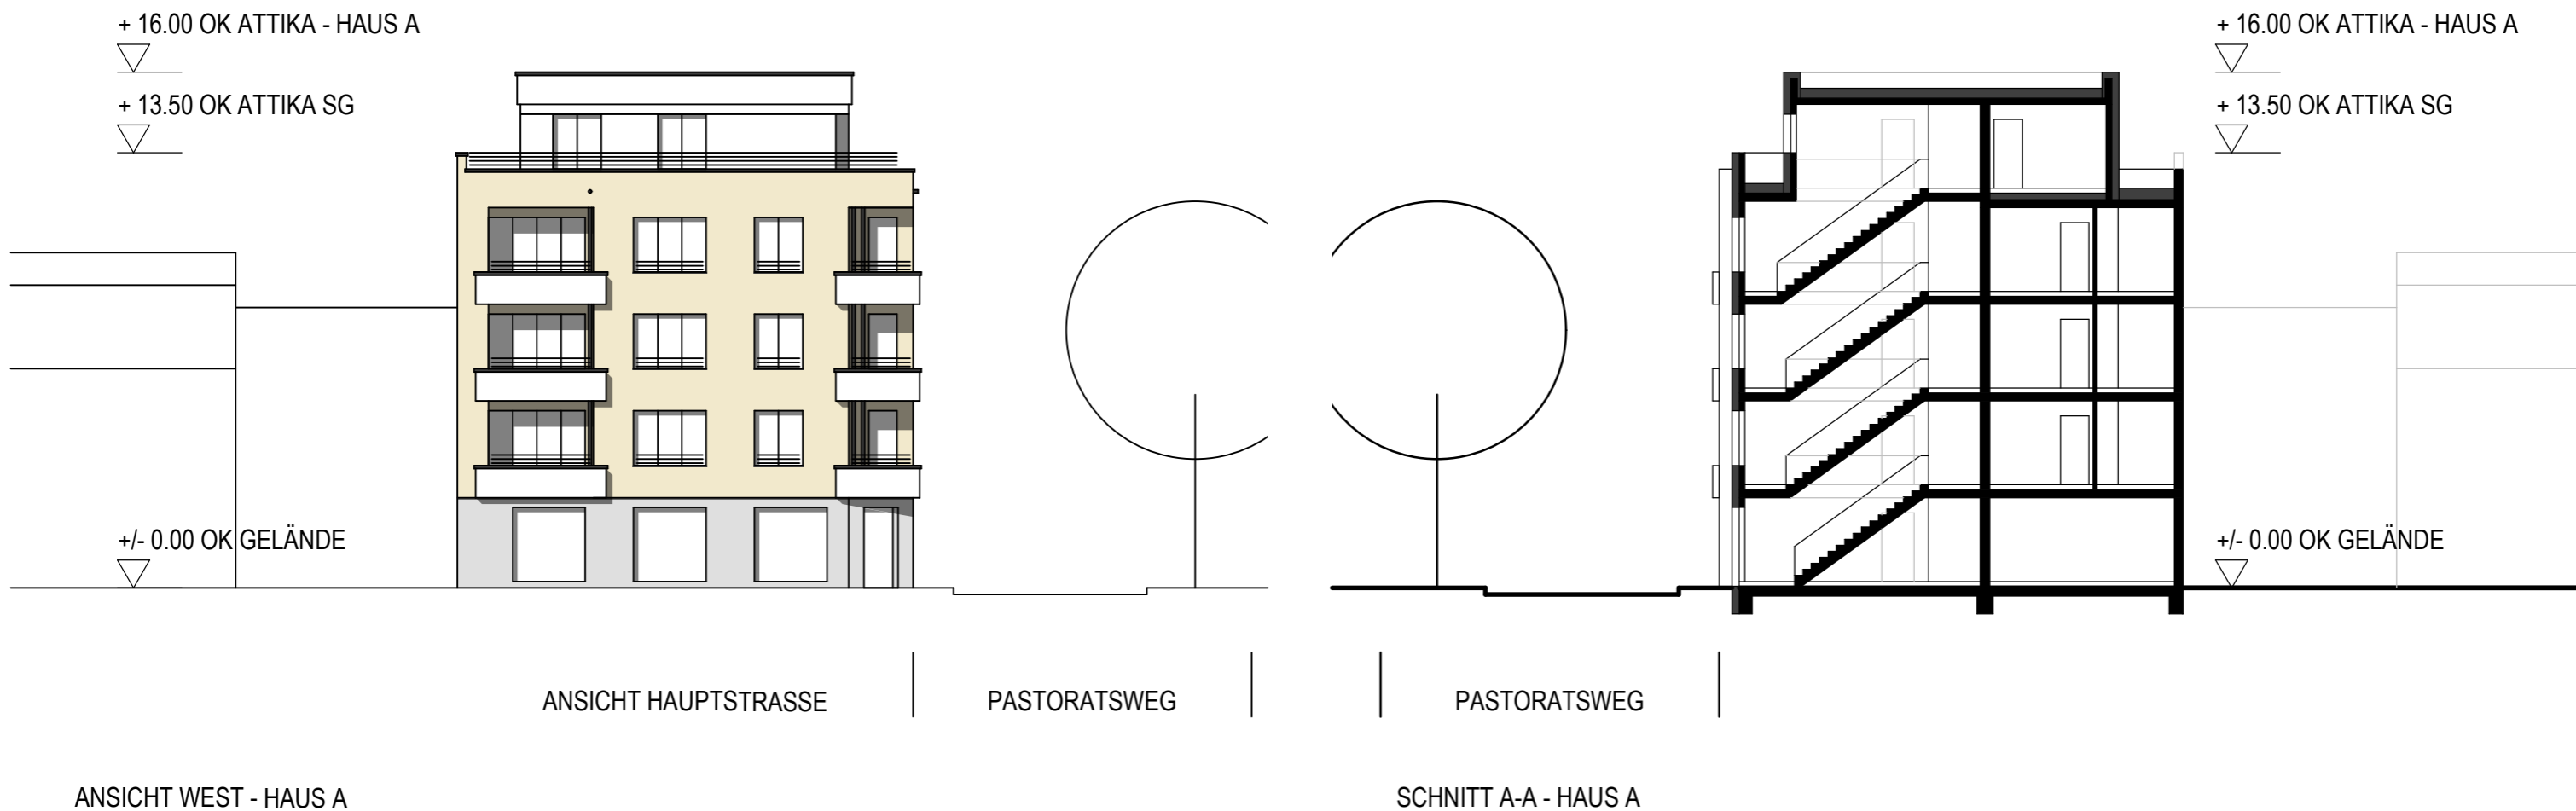 + 16.00 OK ATTIKA - HAUS A
+ 13.50 OK ATTIKA SG
+/- 0.00 OK GELÄNDE
ANSICHT HAUPTSTRASSE
PASTORATSWEG
ANSICHT WEST - HAUS A
+ 16.00 OK ATTIKA - HAUS A
+ 13.50 OK ATTIKA SG
+/- 0.00 OK GELÄNDE
PASTORATSWEG
SCHNITT A-A - HAUS A